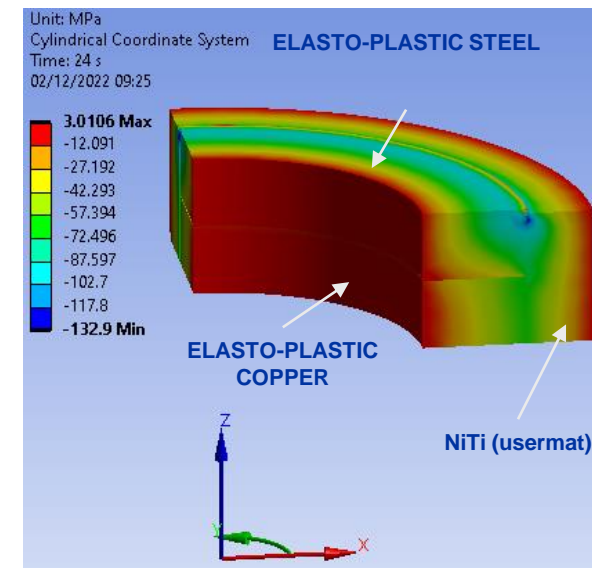 Unit: MPa
Cylindrical Coordinate System
Time: 24 s
02/12/2022 09:25
ELASTO-PLASTIC STEEL
3.0106 Max
-12.091
-27.192
-42.293
-57.394
-72.496
-87.597
-102.7
-117.8
-132.9 Min
ELASTO-PLASTIC
COPPER
NiTi (usermat)
Z
Y
X